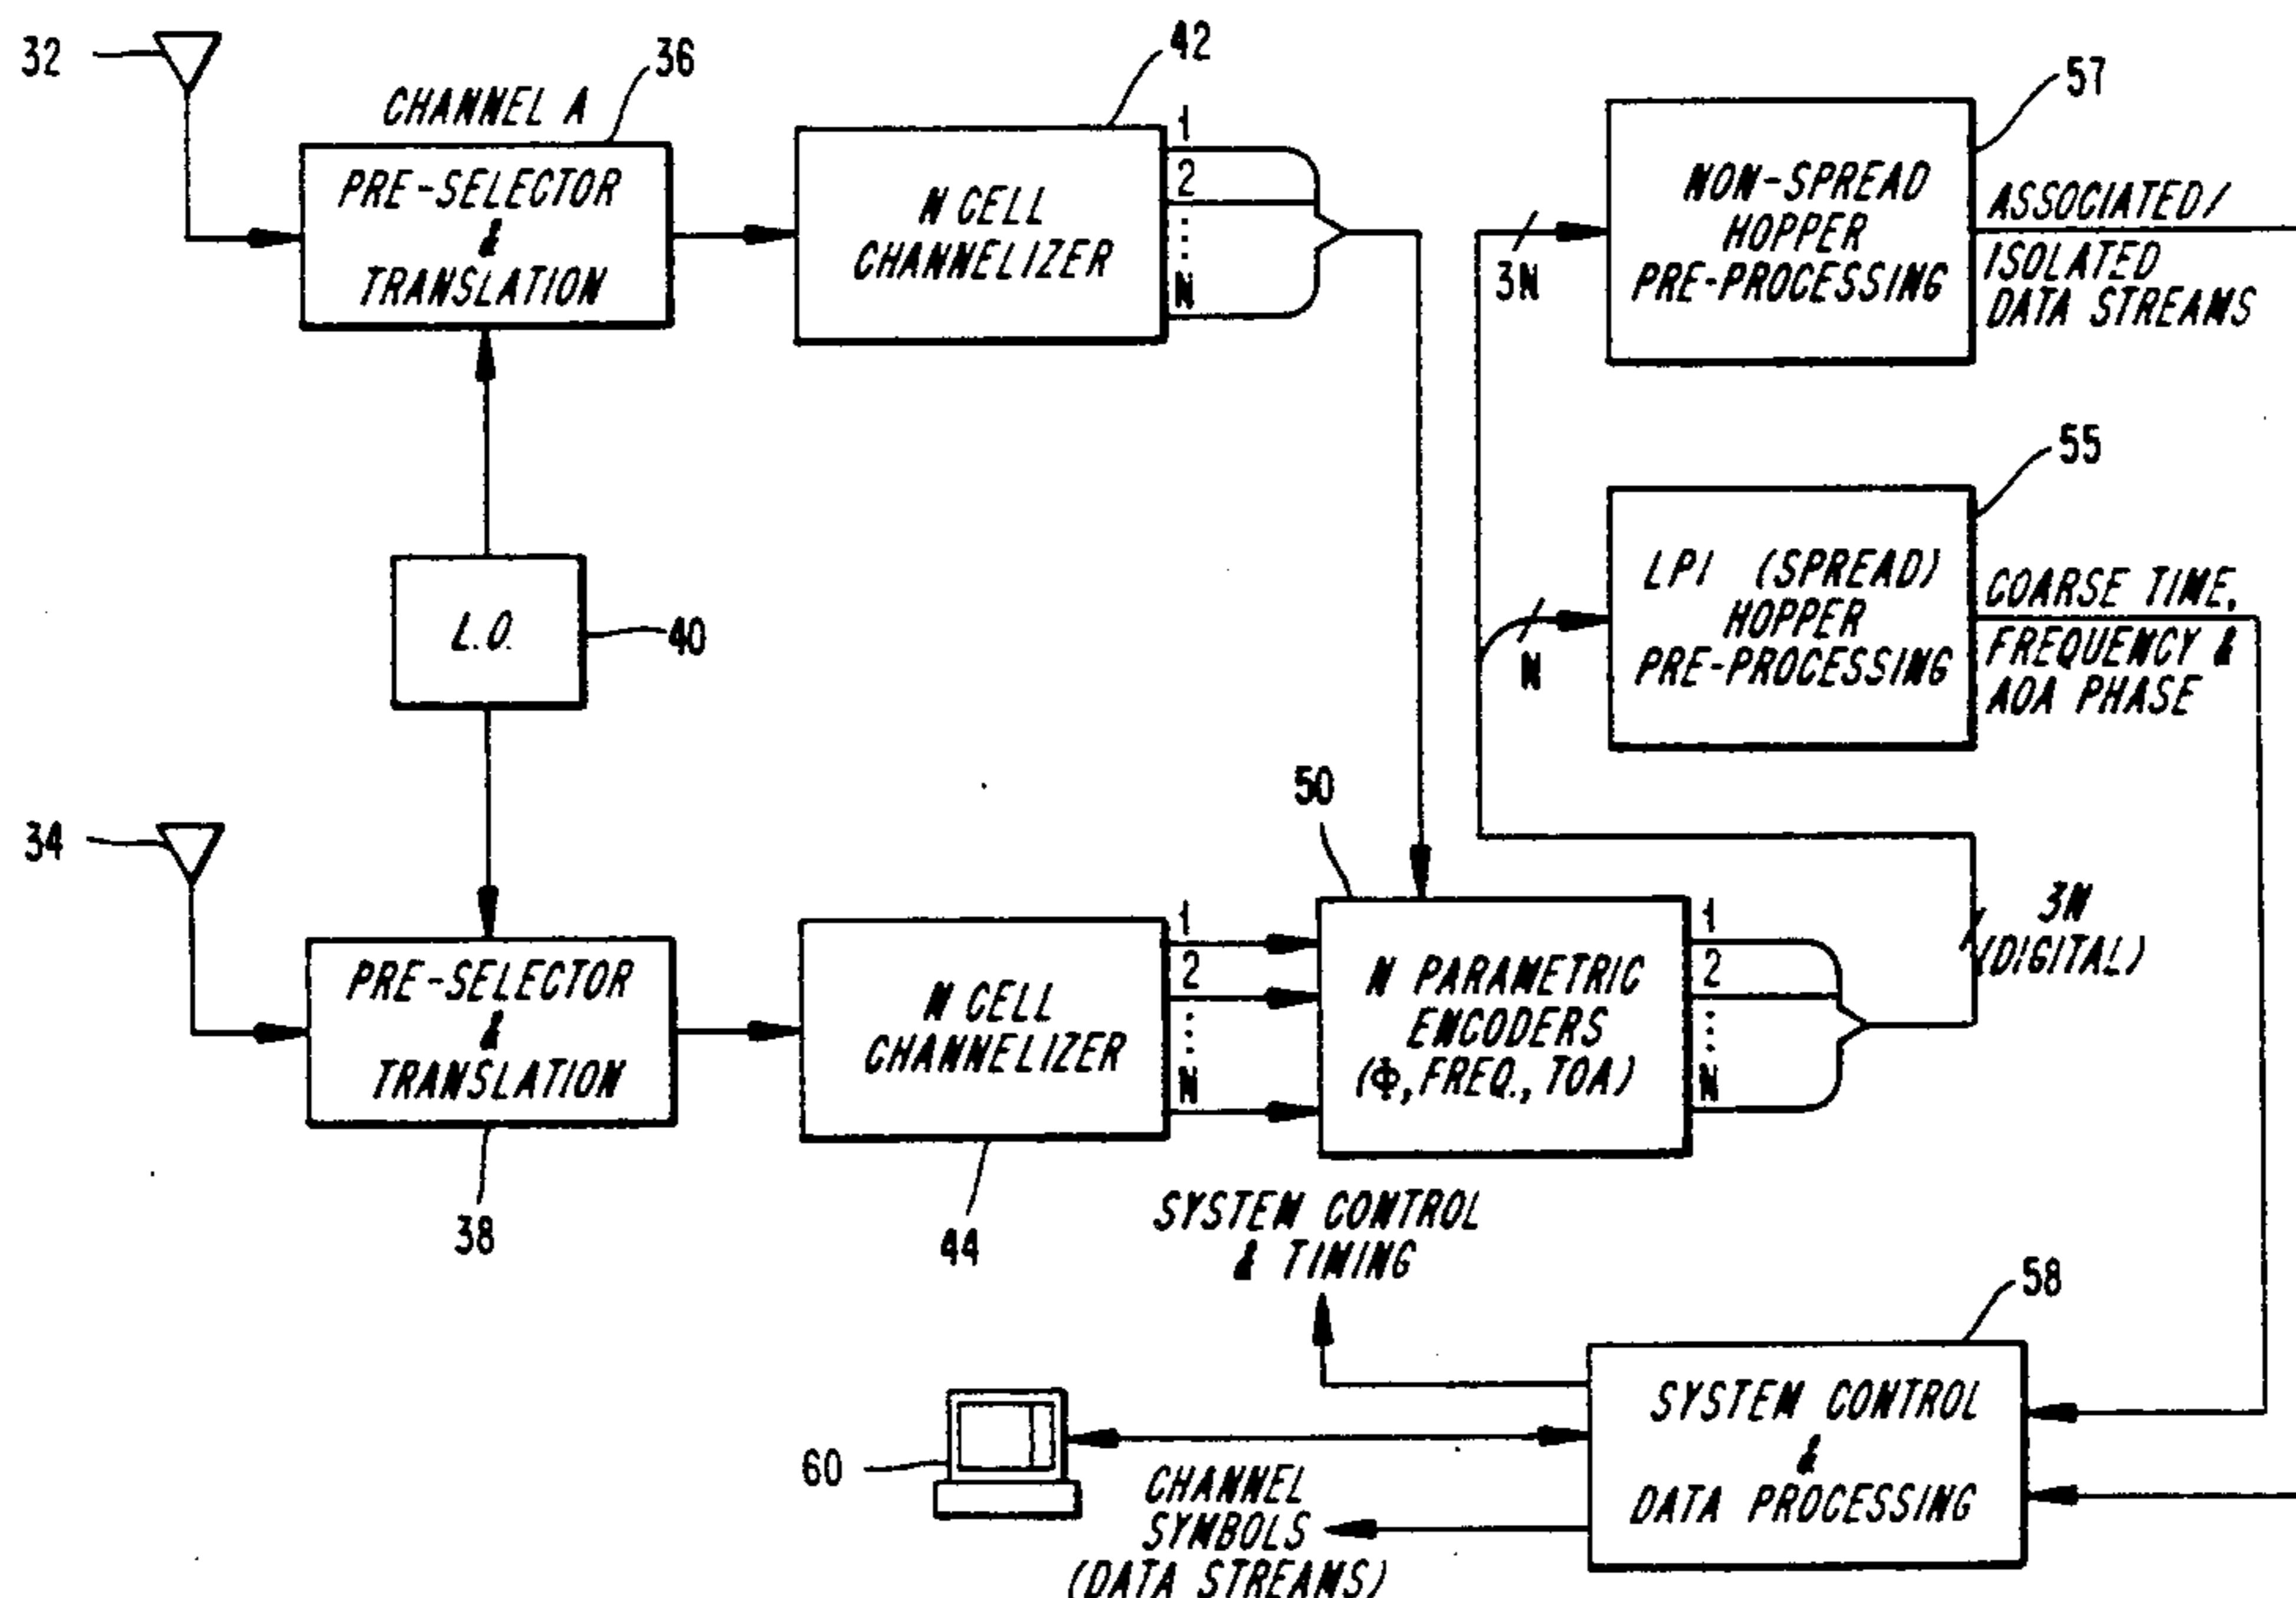 32
CHANNEL A
36
PRE-SELECTOR
&
TRANSLATION
42
N CELL
CHANNELIZER
1
2
N
57
NON-SPREAD
HOPPER
PRE-PROCESSING
3N
ASSOCIATED/
ISOLATED
DATA STREAMS
L.O.
40
55
LPI (SPREAD)
HOPPER
PRE-PROCESSING
N
COARSE TIME,
FREQUENCY &
AOA PHASE
34
PRE-SELECTOR
&
TRANSLATION
38
N CELL
CHANNELIZER
44
1
2
N
50
N PARAMETRIC
ENCODERS
(Φ, FREQ., TOA)
1
2
N
3N
(DIGITAL)
SYSTEM CONTROL
& TIMING
58
SYSTEM CONTROL
&
DATA PROCESSING
60
CHANNEL
SYMBOLS
(DATA STREAMS)